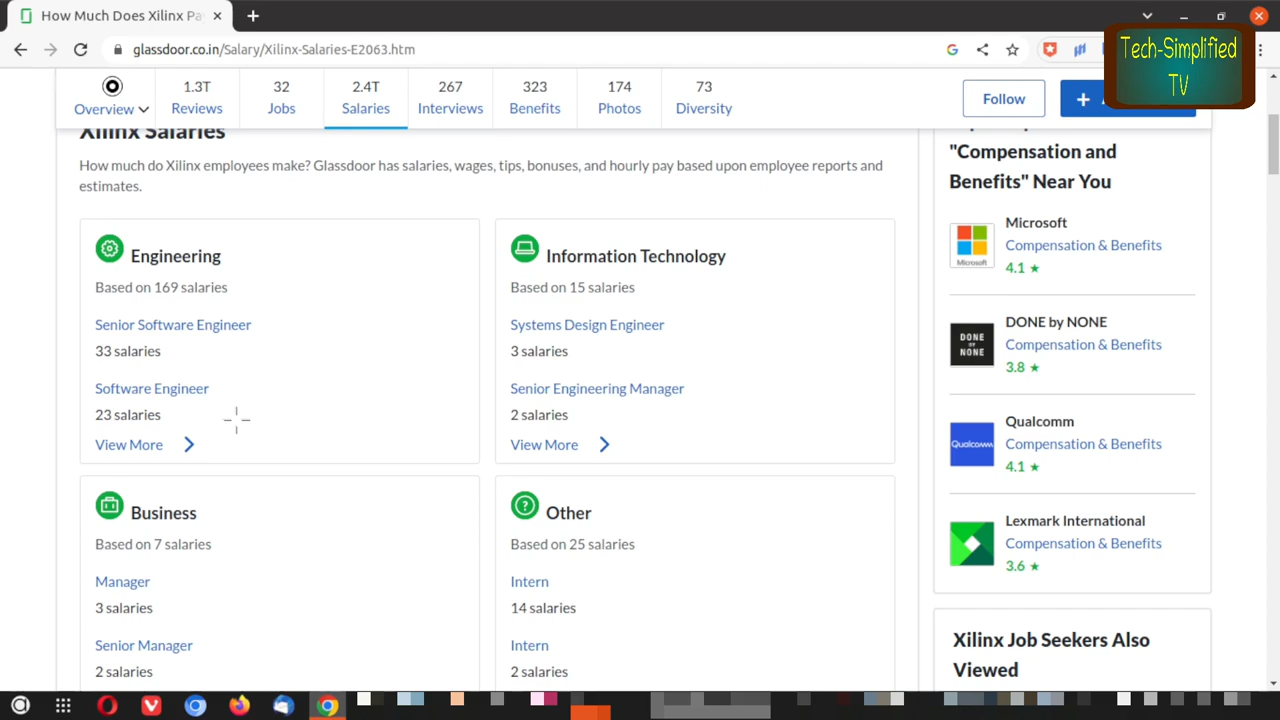 How Much Does Xilinx Pa
glassdoor.co.in/Salary/Xilinx-Salaries-E2063.htm
Tech-Simplified
TV
Overview
1.3T
Reviews
32
Jobs
2.4T
Salaries
267
Interviews
323
Benefits
174
Photos
73
Diversity
Follow
Xilinx Salaries
How much do Xilinx employees make? Glassdoor has salaries, wages, tips, bonuses, and hourly pay based upon employee reports and
estimates.
Engineering
Based on 169 salaries
Senior Software Engineer
33 salaries
Software Engineer
23 salaries
View More
Information Technology
Based on 15 salaries
Systems Design Engineer
3 salaries
Senior Engineering Manager
2 salaries
View More
Business
Based on 7 salaries
Manager
3 salaries
Senior Manager
2 salaries
Other
Based on 25 salaries
Intern
14 salaries
Intern
2 salaries
"Compensation and
Benefits" Near You
Microsoft
Microsoft
Compensation & Benefits
4.1 ★
DONE
BY
NONE
DONE by NONE
Compensation & Benefits
3.8 ★
Qualcomm
Qualcomm
Compensation & Benefits
4.1 ★
Lexmark International
Compensation & Benefits
3.6 ★
Xilinx Job Seekers Also
Viewed